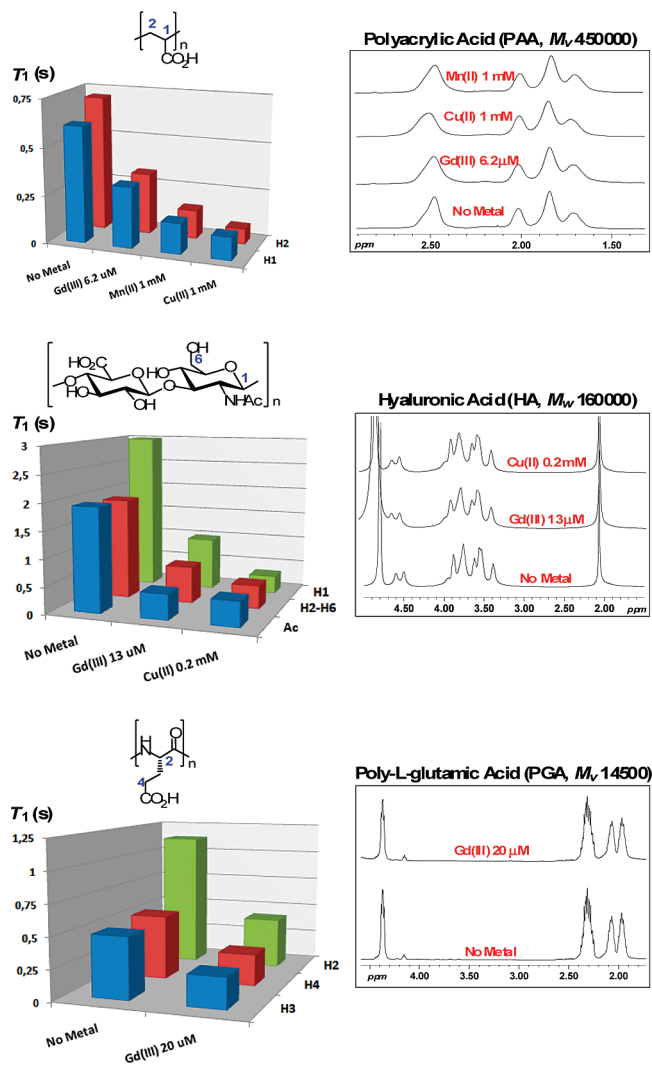 2
1
n
CO₂H
T₁ (s)
0,75
0,5
0,25
0
No Metal
Gd(III) 6.2 uM
Mn(II) 1 mM
Cu(II) 1 mM
H2
H1
Polyacrylic Acid (PAA, Mv 450000)
Mn(II) 1 mM
Cu(II) 1 mM
Gd(III) 6.2µM
No Metal
ppm 2.50 2.00 1.50
HO₂C
OH
6
O
HO
O
1
O
HO
OH
O
NHAc
n
T₁ (s)
3
2,5
2
1,5
1
0,5
0
No Metal
Gd(III) 13 uM
Cu(II) 0.2 mM
H1
H2-H6
Ac
Hyaluronic Acid (HA, Mw 160000)
Cu(II) 0.2mM
Gd(III) 13µM
No Metal
4.50 4.00 3.50 3.00 2.50 2.00 ppm
H
N
O
2
n
4
CO₂H
T₁ (s)
1,25
1
0,75
0,5
0,25
0
No Metal
Gd(III) 20 uM
H2
H4
H3
Poly-L-glutamic Acid (PGA, Mv 14500)
Gd(III) 20 µM
No Metal
ppm 4.00 3.00 2.50 2.00